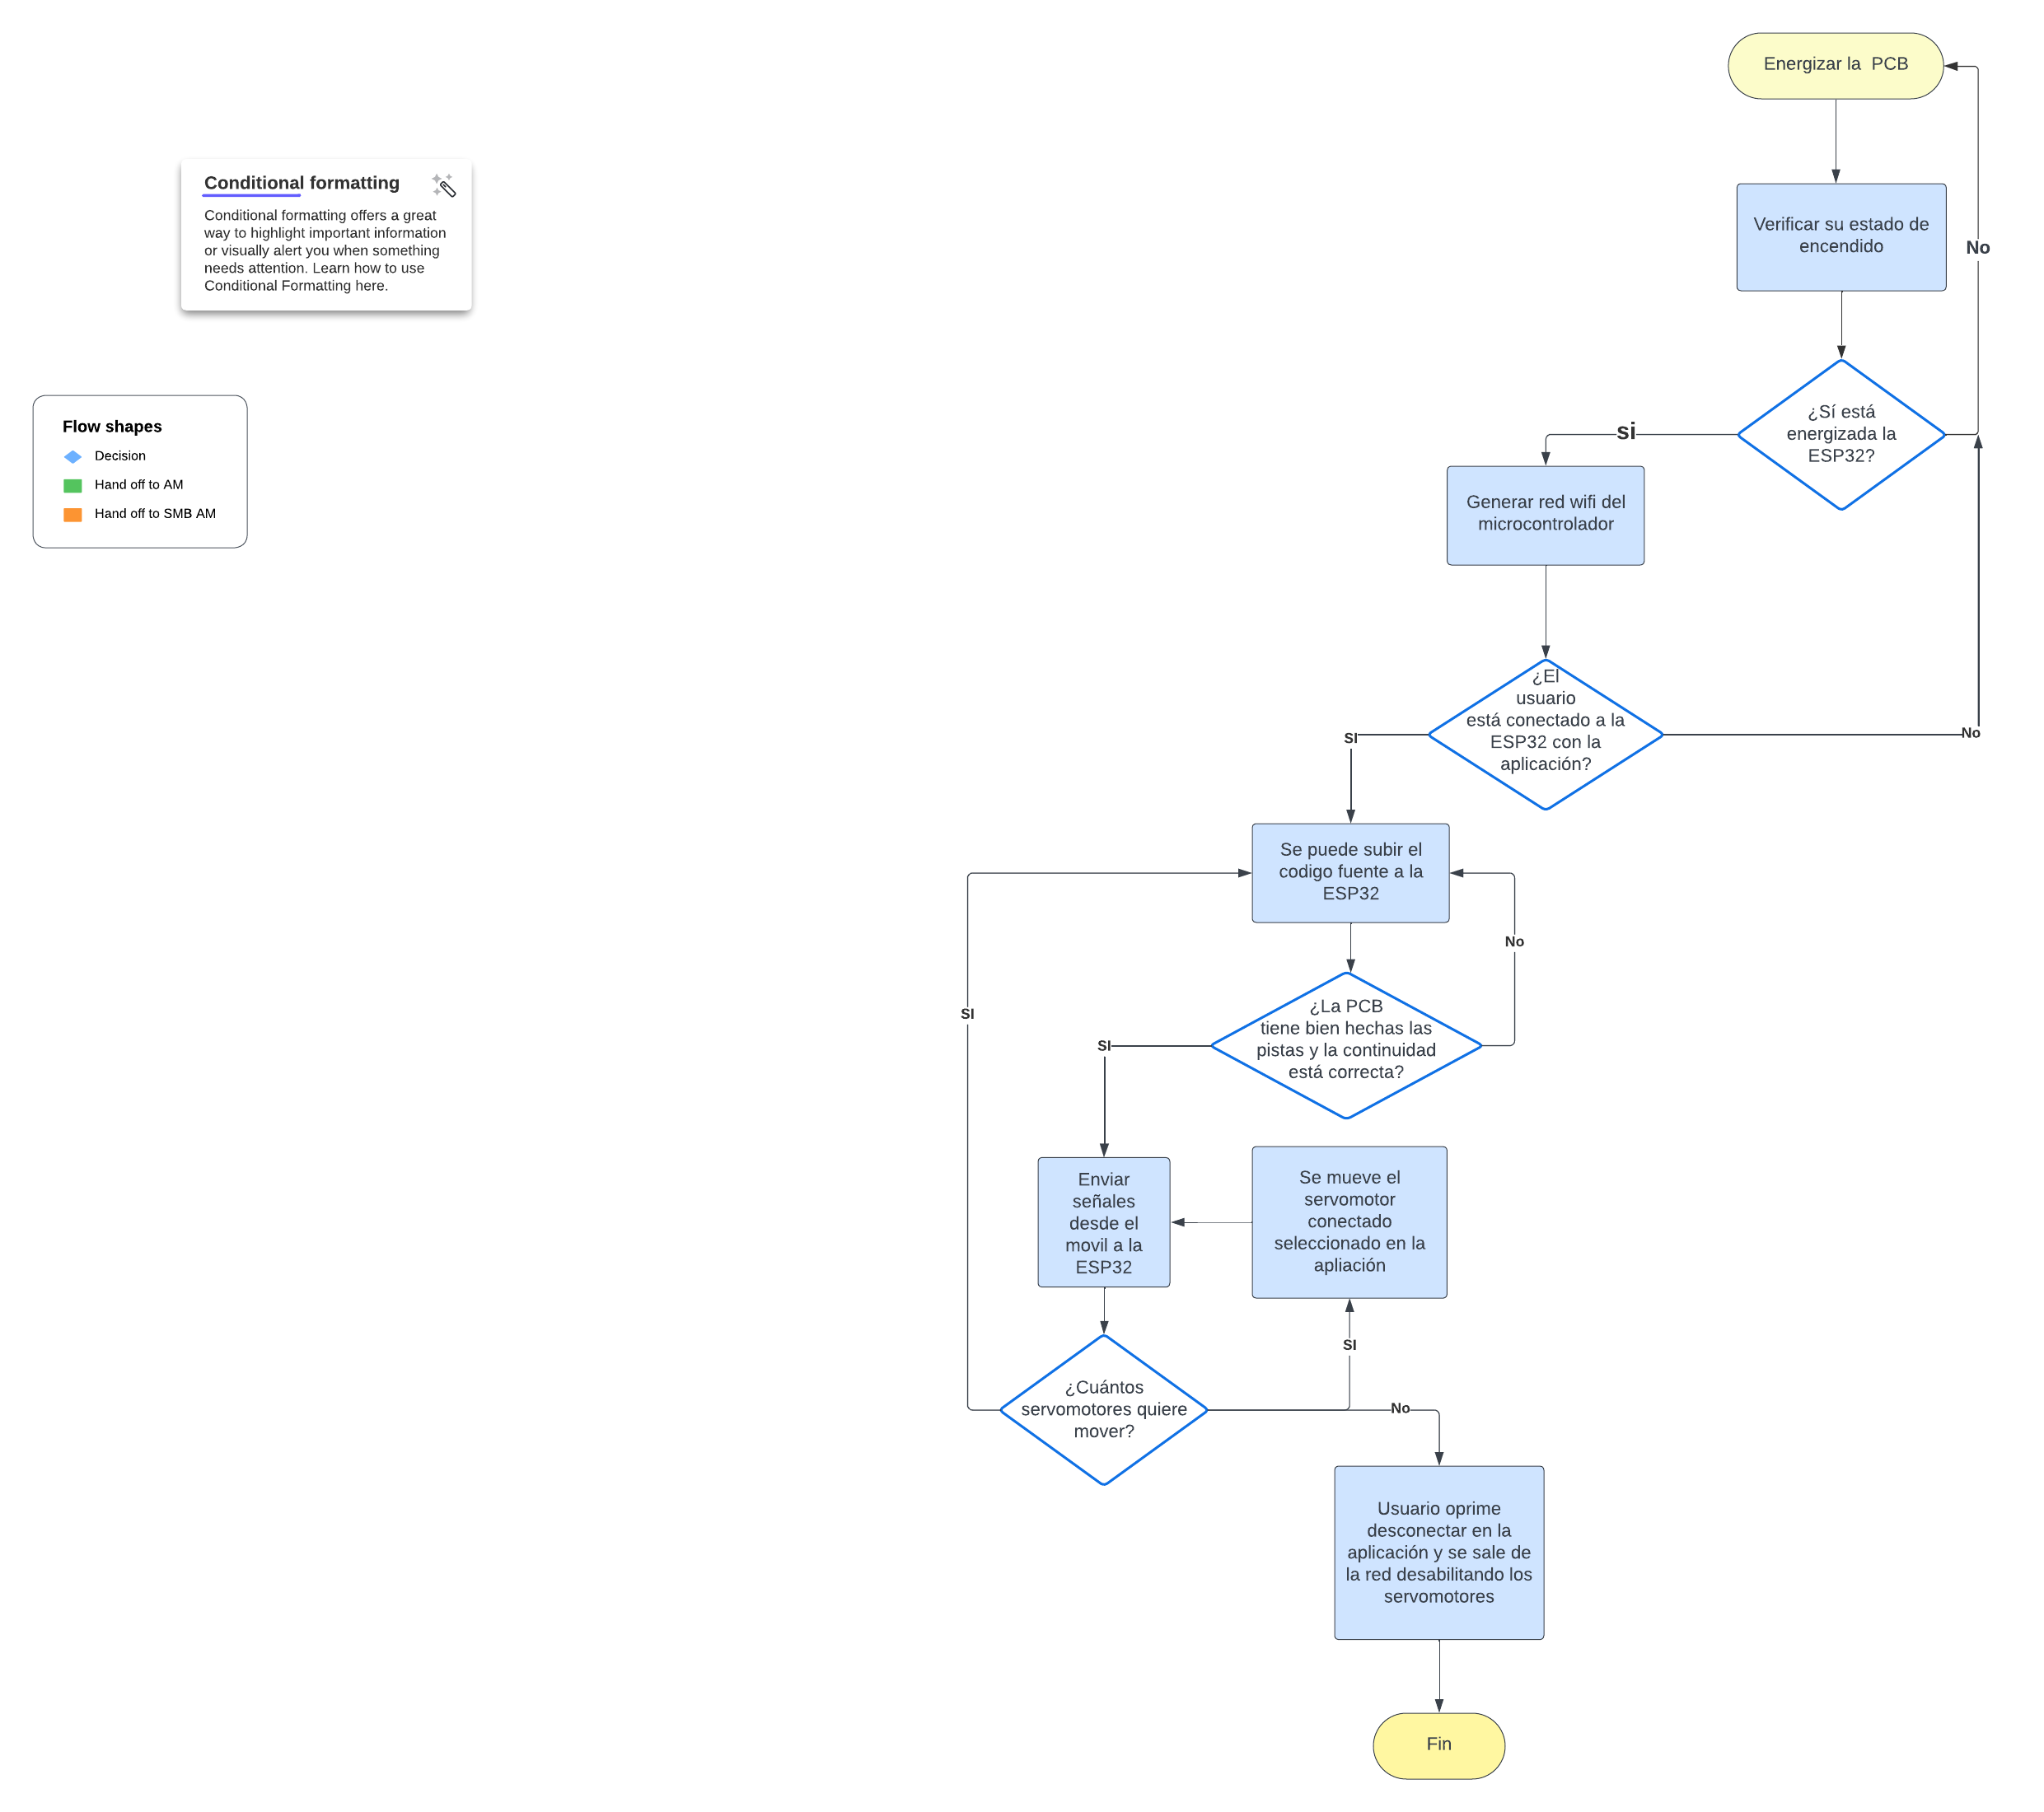 Energizar la  PCB
Conditional formatting
Conditional formatting offers a great
way to highlight important information
or visually alert you when something
needs attention. Learn how to use
Conditional Formatting here.
Verificar su estado de
encendido
No
Flow shapes
Decision
Hand off to AM
Hand off to SMB AM
¿Sí está
energizada la
ESP32?
si
Generar red wifi del
microcontrolador
¿El
usuario
está conectado a la
ESP32 con la
aplicación?
SI
No
Se puede subir el
codigo fuente a la
ESP32
No
SI
¿La PCB
tiene bien hechas las
pistas y la continuidad
está correcta?
SI
Enviar
señales
desde el
movil a la
ESP32
Se mueve el
servomotor
conectado
seleccionado en la
apliación
SI
¿Cuántos
servomotores quiere
mover?
No
Usuario oprime
desconectar en la
aplicación y se sale de
la red desabilitando los
servomotores
Fin